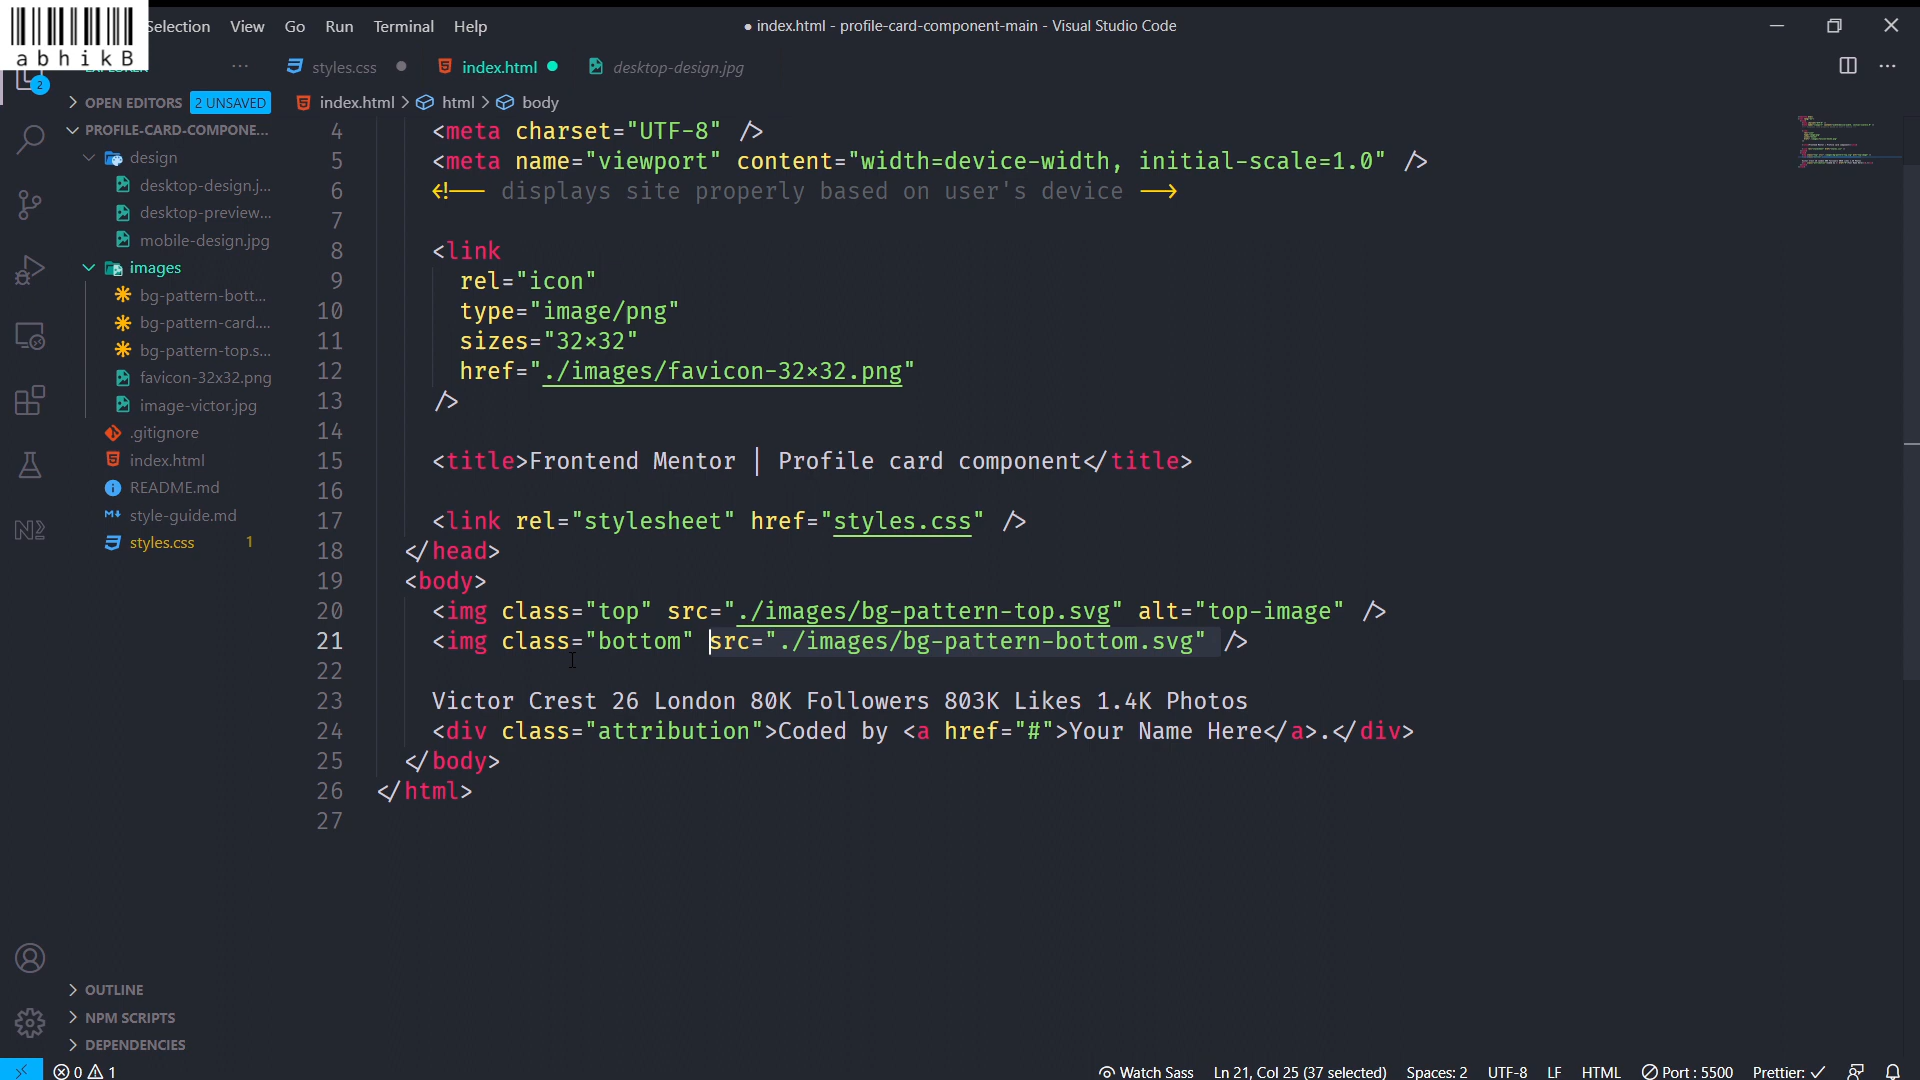 abhikB
Selection View Go Run Terminal Help
● index.html - profile-card-component-main - Visual Studio Code
EXPLORER ···
styles.css ●
index.html ●
desktop-design.jpg
···
2
> OPEN EDITORS 2 UNSAVED
index.html > html > body
PROFILE-CARD-COMPONE...
design
desktop-design.j...
desktop-preview...
mobile-design.jpg
images
bg-pattern-bott...
bg-pattern-card....
bg-pattern-top.s...
favicon-32x32.png
image-victor.jpg
.gitignore
index.html
README.md
style-guide.md
styles.css 1
4 <meta charset="UTF-8" />
5 <meta name="viewport" content="width=device-width, initial-scale=1.0" />
6 <!-- displays site properly based on user's device -->
7
8 <link
9 rel="icon"
10 type="image/png"
11 sizes="32×32"
12 href="./images/favicon-32×32.png"
13 />
14
15 <title>Frontend Mentor | Profile card component</title>
16
17 <link rel="stylesheet" href="styles.css" />
18 </head>
19 <body>
20 <img class="top" src="./images/bg-pattern-top.svg" alt="top-image" />
21 <img class="bottom" src="./images/bg-pattern-bottom.svg" />
22
23 Victor Crest 26 London 80K Followers 803K Likes 1.4K Photos
24 <div class="attribution">Coded by <a href="#">Your Name Here</a>.</div>
25 </body>
26 </html>
27
> OUTLINE
> NPM SCRIPTS
> DEPENDENCIES
0 1
Watch Sass Ln 21, Col 25 (37 selected) Spaces: 2 UTF-8 LF HTML Port : 5500 Prettier: ✓